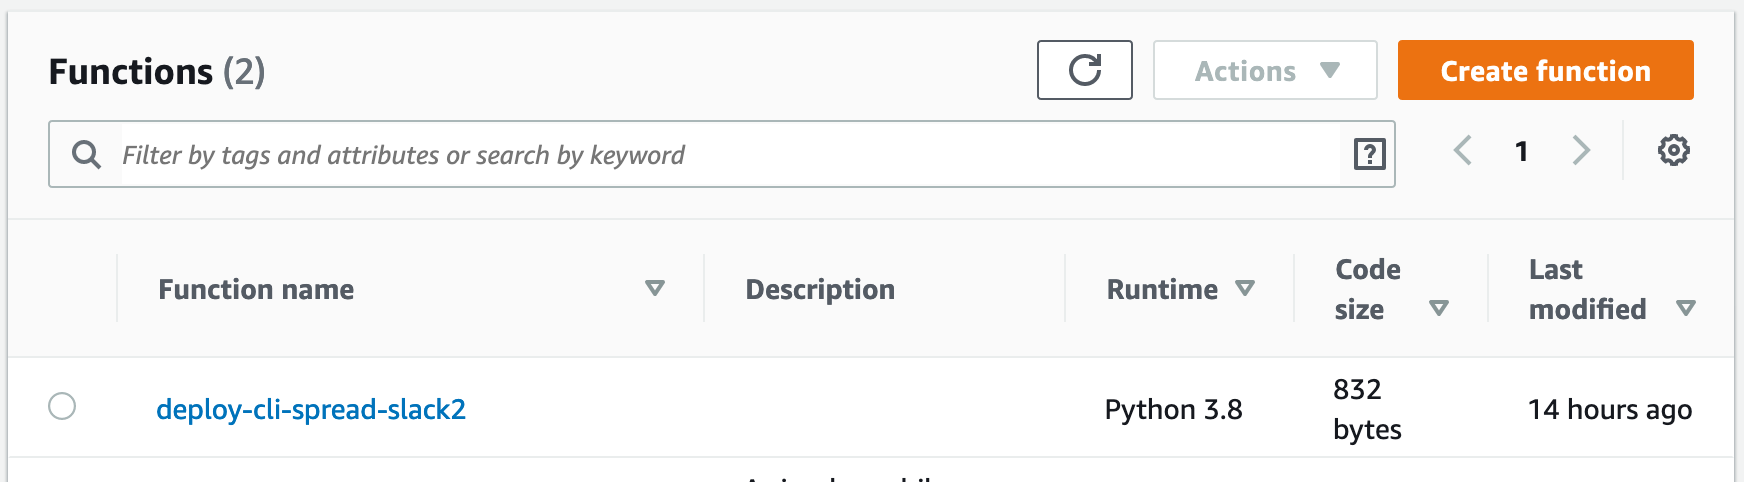 Functions (2)
Actions
Create function
Filter by tags and attributes or search by keyword
?
1
Function name
Description
Runtime
Code size
Last modified
deploy-cli-spread-slack2
Python 3.8
832 bytes
14 hours ago